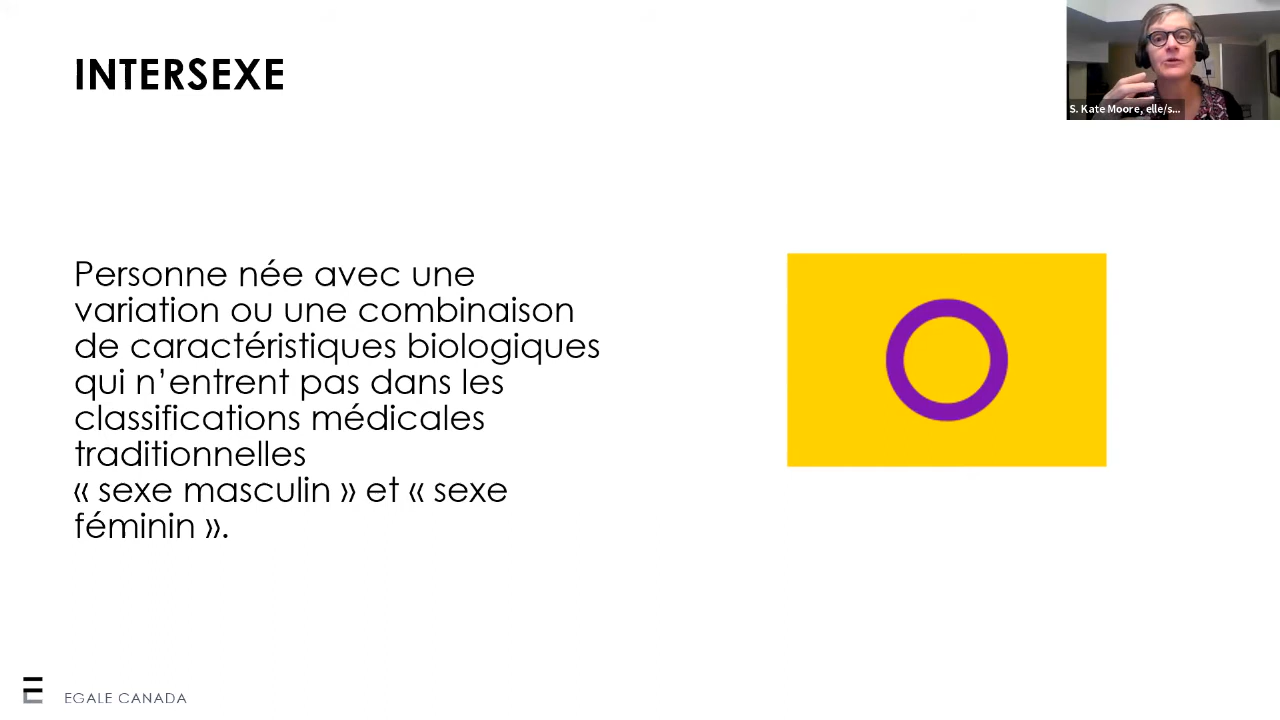 INTERSEXE
S. Kate Moore, elle/s...
Personne née avec une
variation ou une combinaison
de caractéristiques biologiques
qui n’entrent pas dans les
classifications médicales
traditionnelles
« sexe masculin » et « sexe
féminin ».
EGALE CANADA